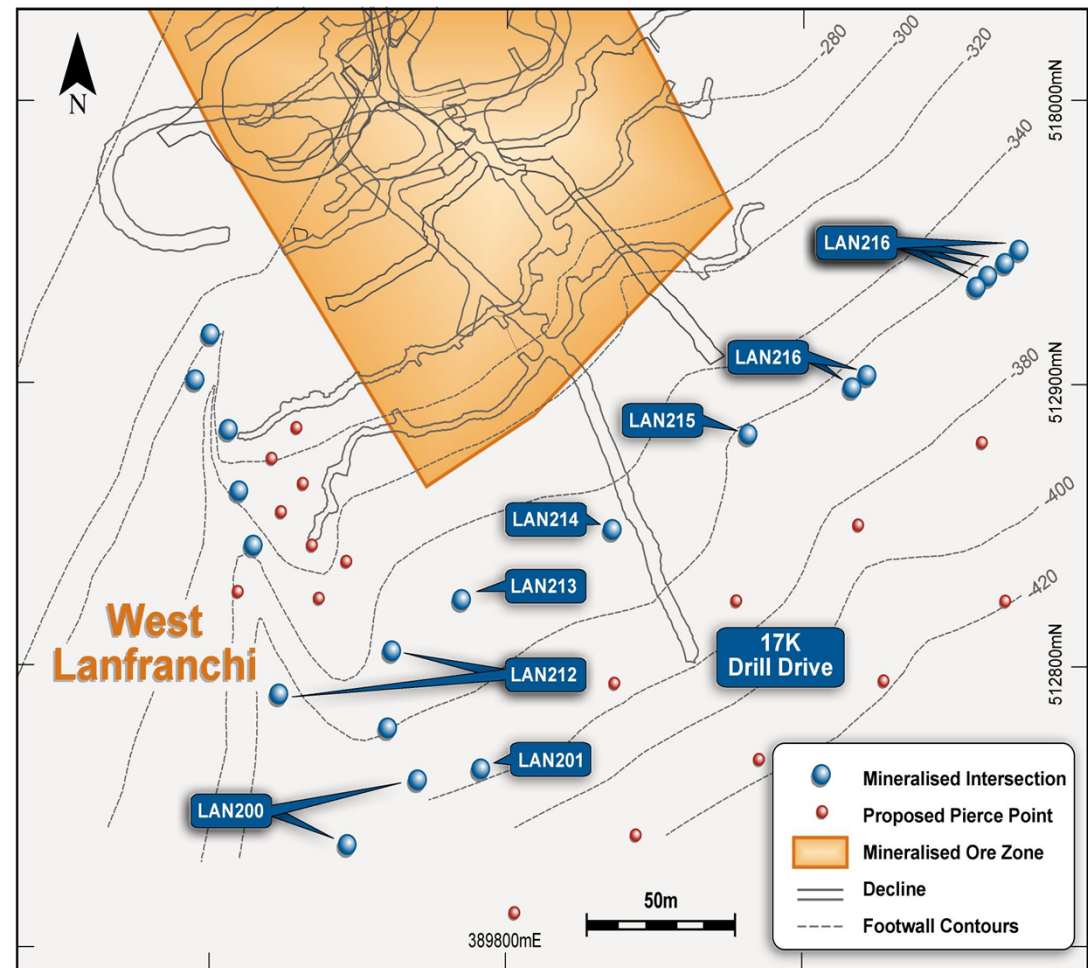 N
-280
-300
-320
-340
-380
-400
-420
518000mN
512900mN
512800mN
LAN216
LAN216
LAN215
LAN214
LAN213
LAN212
LAN201
LAN200
West
Lanfranchi
17K
Drill Drive
Mineralised Intersection
Proposed Pierce Point
Mineralised Ore Zone
Decline
Footwall Contours
50m
389800mE